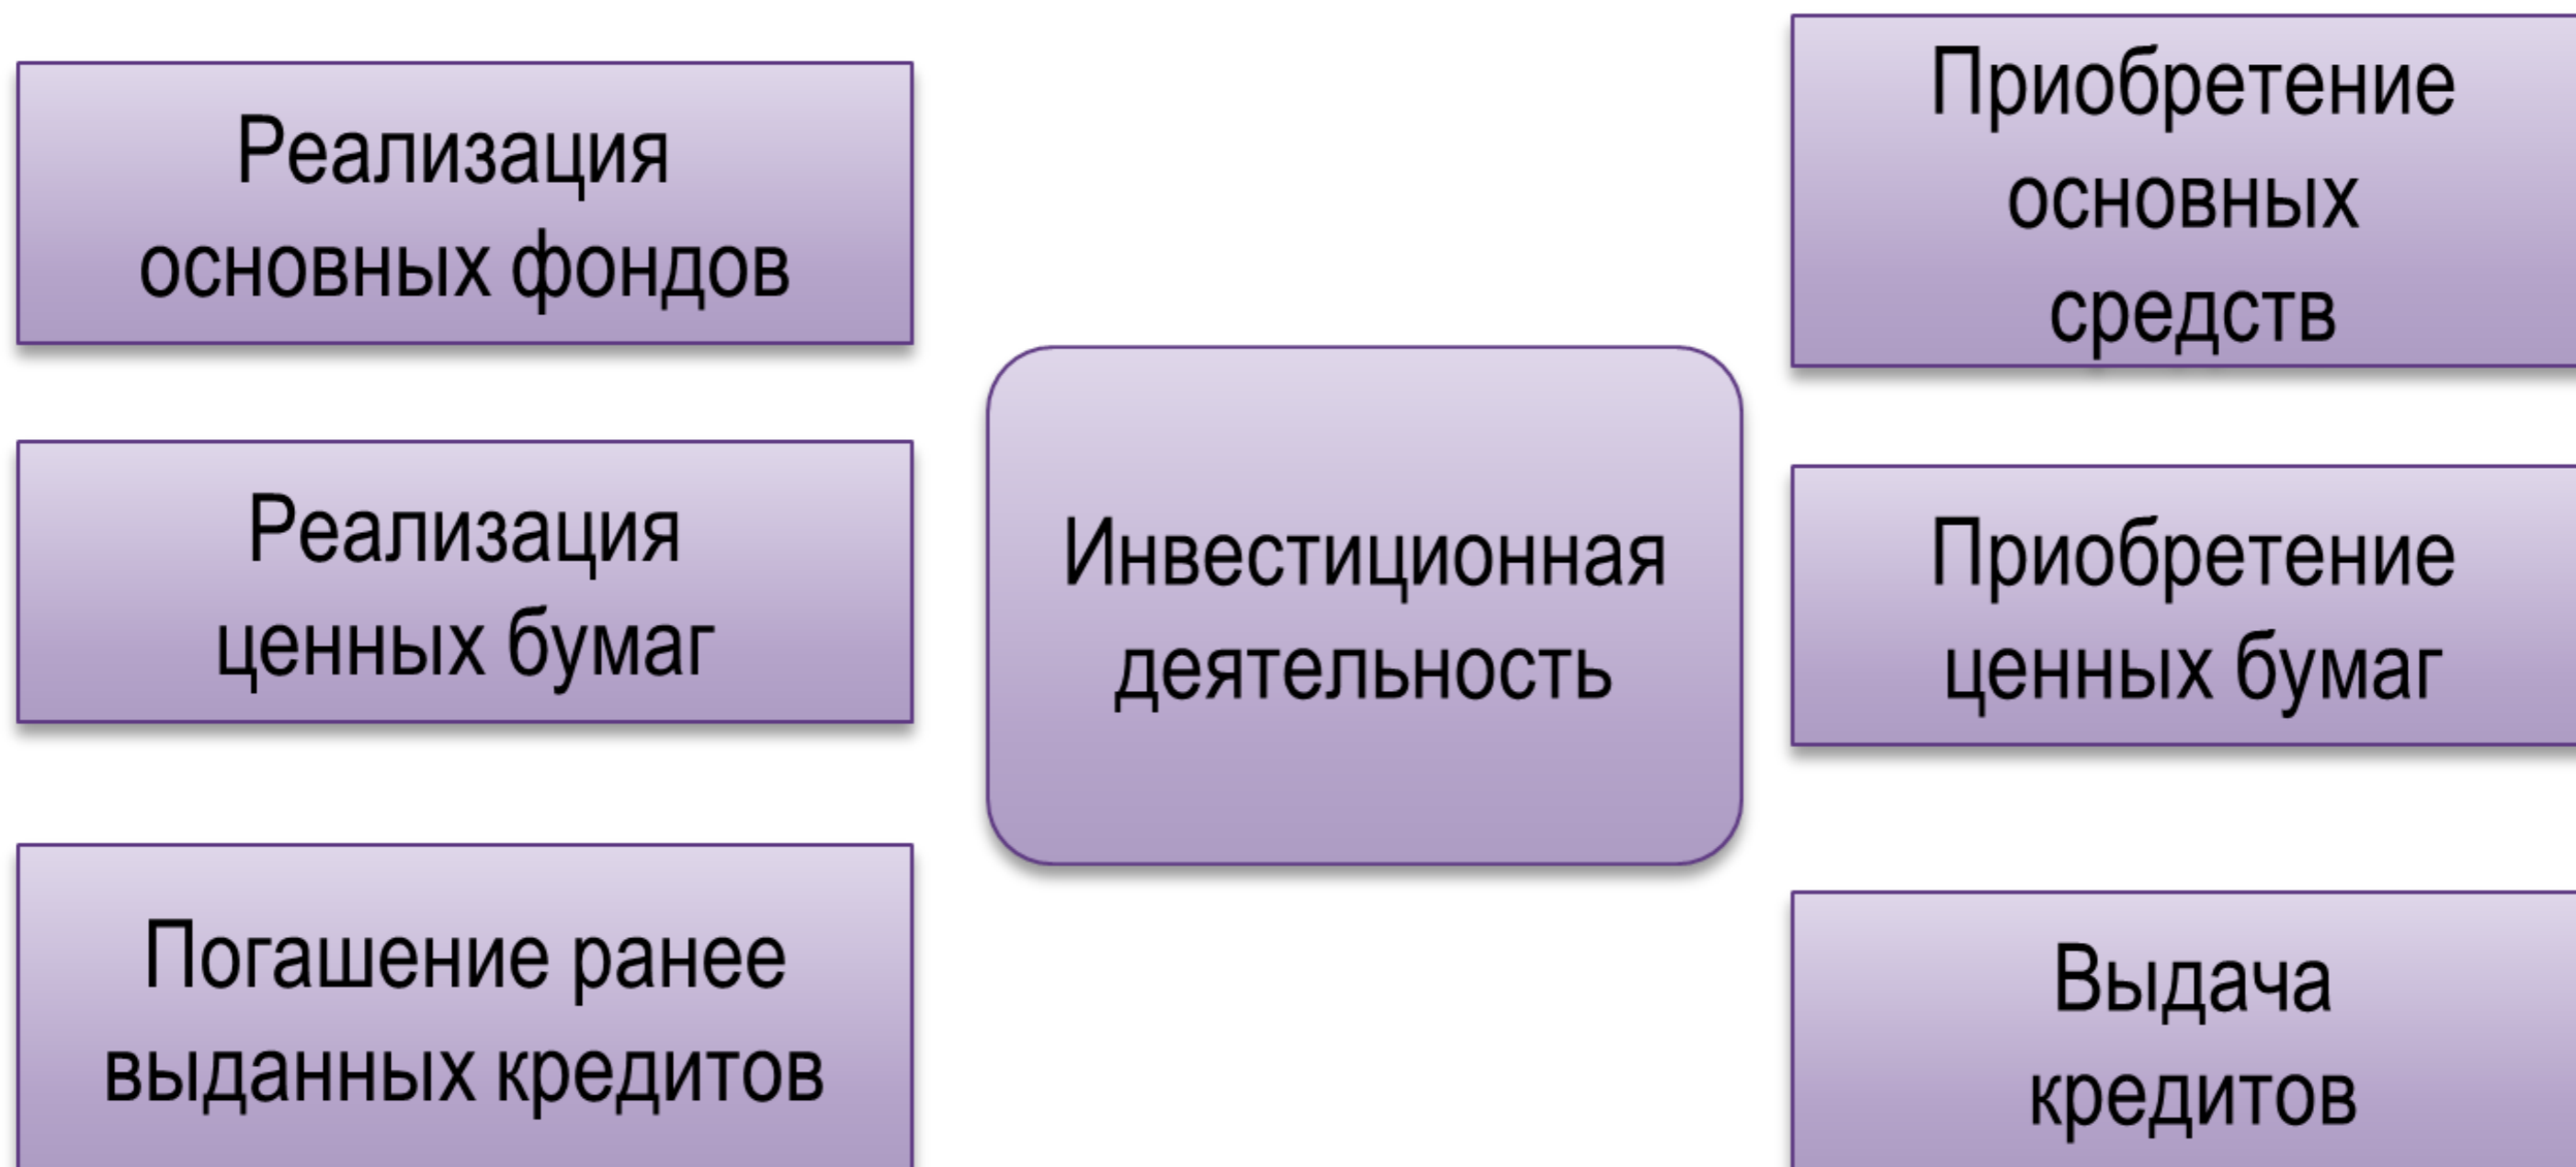 Реализация
основных фондов
Реализация
ценных бумаг
Погашение ранее
выданных кредитов
Инвестиционная
деятельность
Приобретение
основных
средств
Приобретение
ценных бумаг
Выдача
кредитов